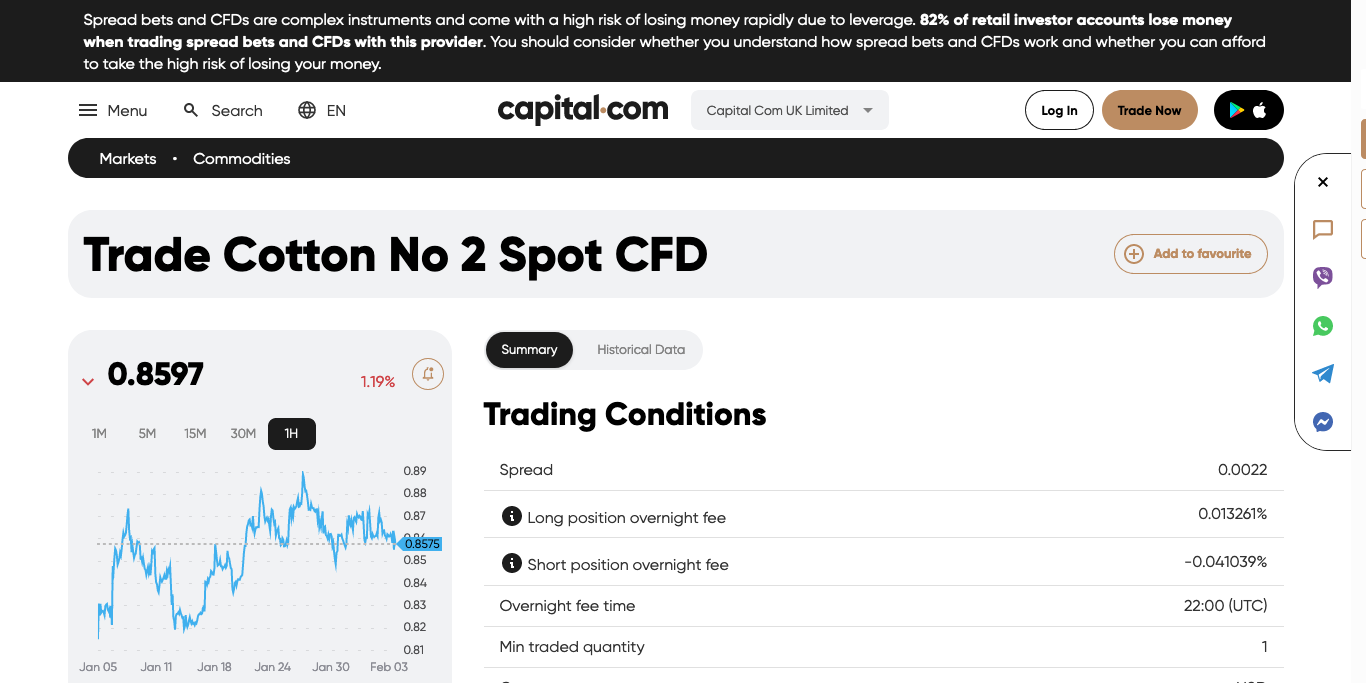 Spread bets and CFDs are complex instruments and come with a high risk of losing money rapidly due to leverage. 82% of retail investor accounts lose money
when trading spread bets and CFDs with this provider. You should consider whether you understand how spread bets and CFDs work and whether you can afford
to take the high risk of losing your money.
Menu
Search
EN
capital.com
Capital Com UK Limited
Log In
Trade Now
Markets • Commodities
Trade Cotton No 2 Spot CFD
Add to favourite
0.8597
1.19%
1M 5M 15M 30M 1H
0.89
0.88
0.87
0.8575
0.85
0.84
0.83
0.82
0.81
Jan 05 Jan 11 Jan 18 Jan 24 Jan 30 Feb 03
Summary
Historical Data
Trading Conditions
Spread 0.0022
Long position overnight fee 0.013261%
Short position overnight fee -0.041039%
Overnight fee time 22:00 (UTC)
Min traded quantity 1